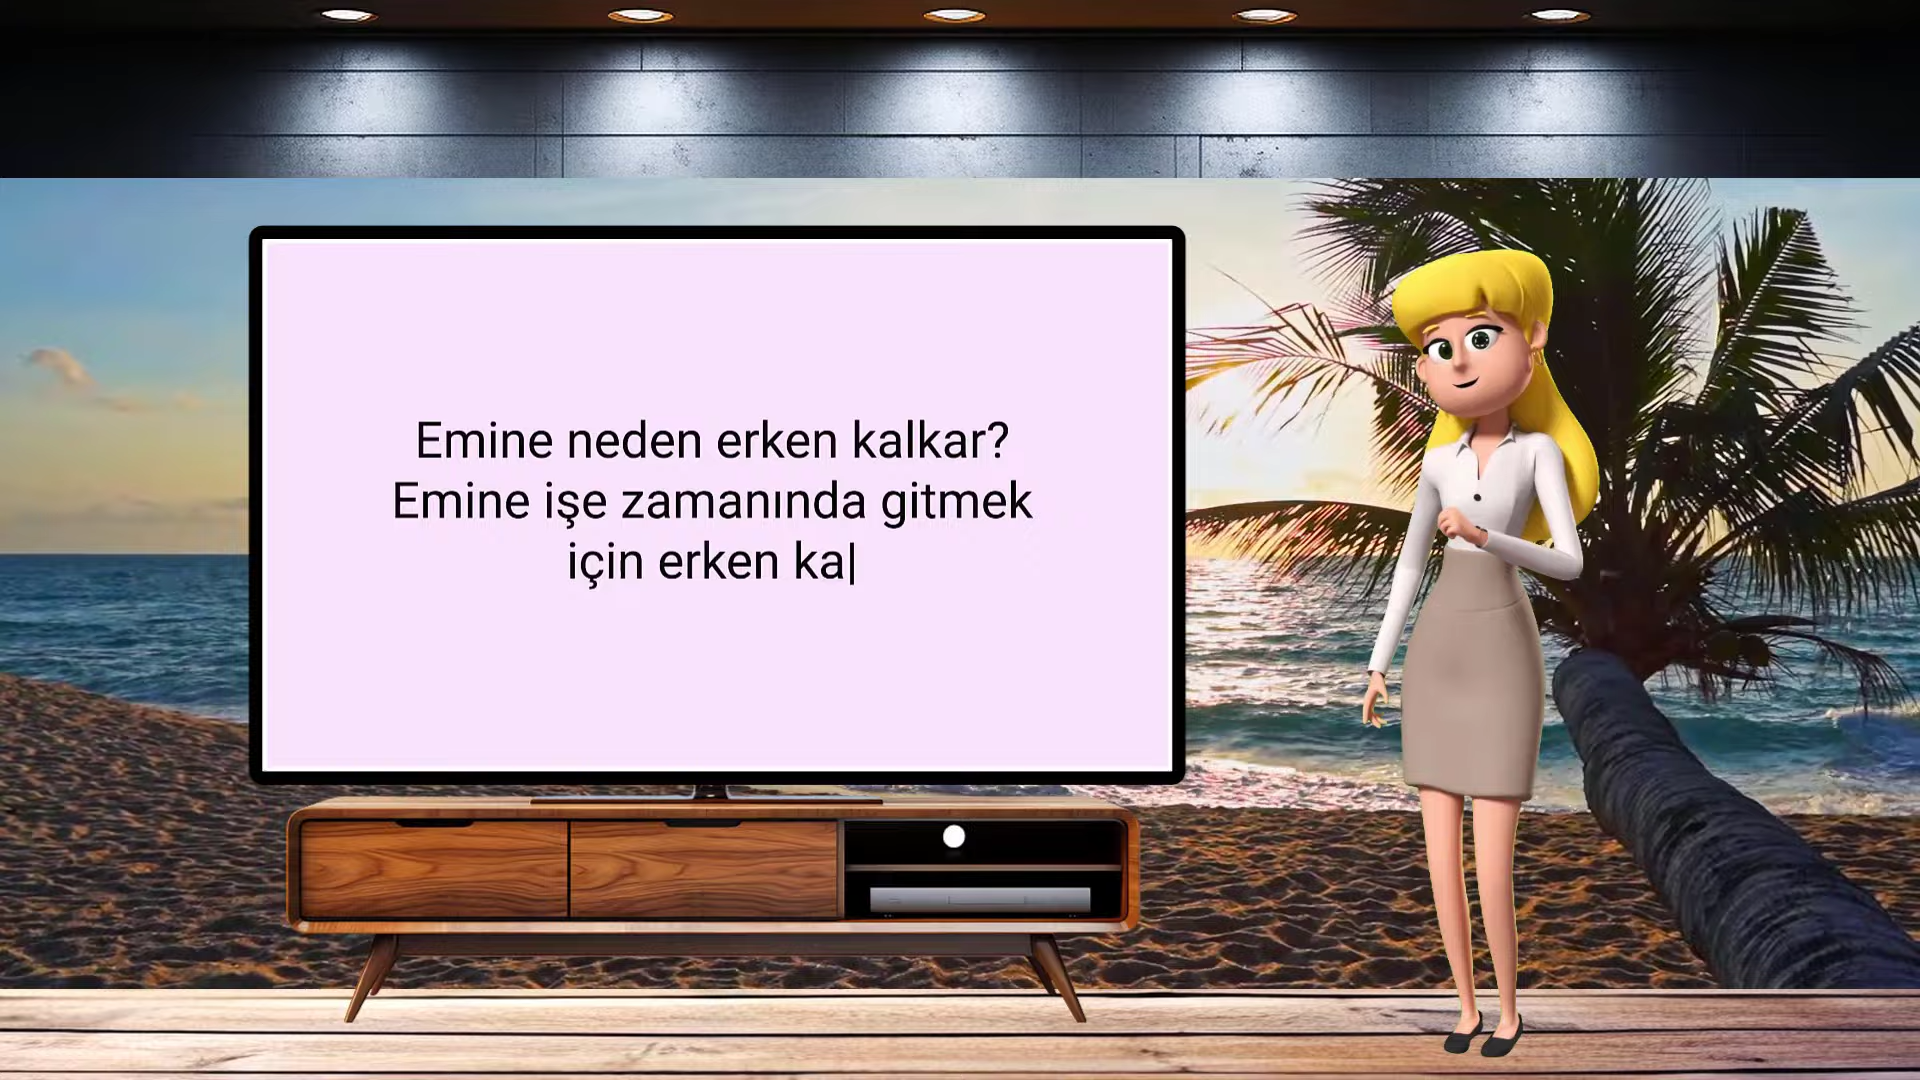 Emine neden erken kalkar?
Emine işe zamanında gitmek
için erken ka|